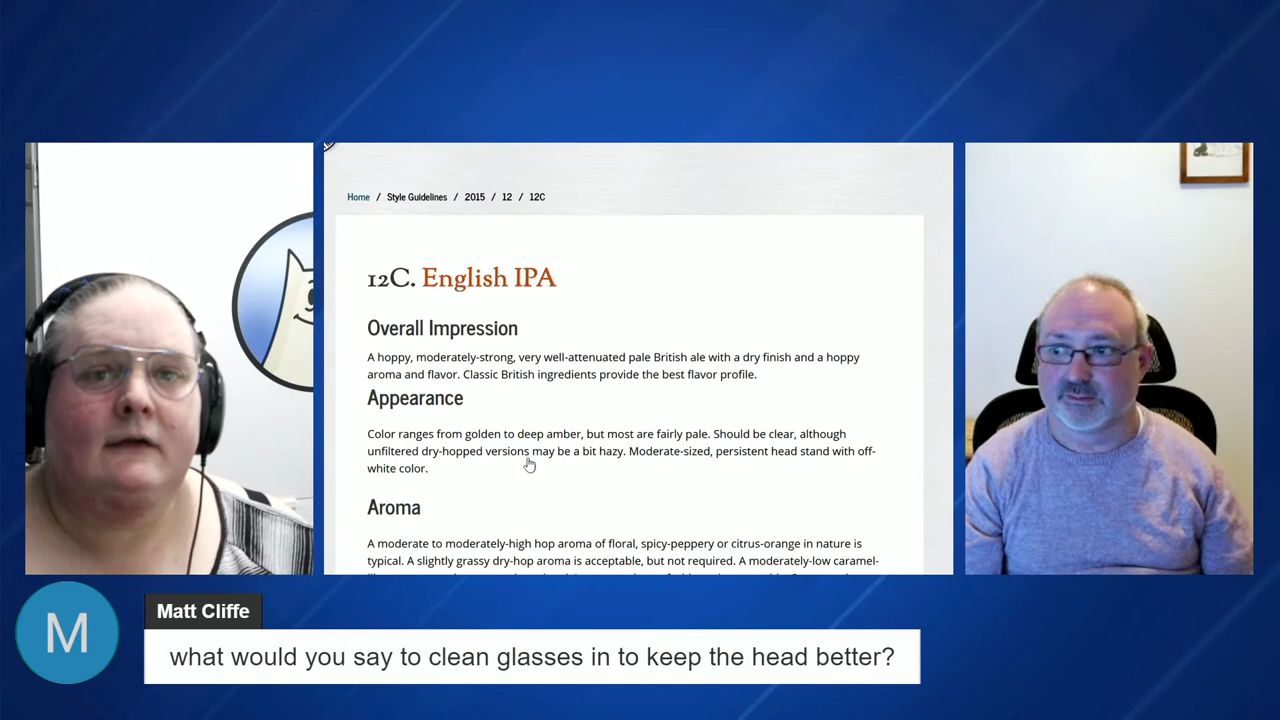 Home / Style Guidelines / 2015 / 12 / 12C
12C. English IPA
Overall Impression
A hoppy, moderately-strong, very well-attenuated pale British ale with a dry finish and a hoppy
aroma and flavor. Classic British ingredients provide the best flavor profile.
Appearance
Color ranges from golden to deep amber, but most are fairly pale. Should be clear, although
unfiltered dry-hopped versions may be a bit hazy. Moderate-sized, persistent head stand with off-
white color.
Aroma
A moderate to moderately-high hop aroma of floral, spicy-peppery or citrus-orange in nature is
typical. A slightly grassy dry-hop aroma is acceptable, but not required. A moderately-low caramel-
M
Matt Cliffe
what would you say to clean glasses in to keep the head better?